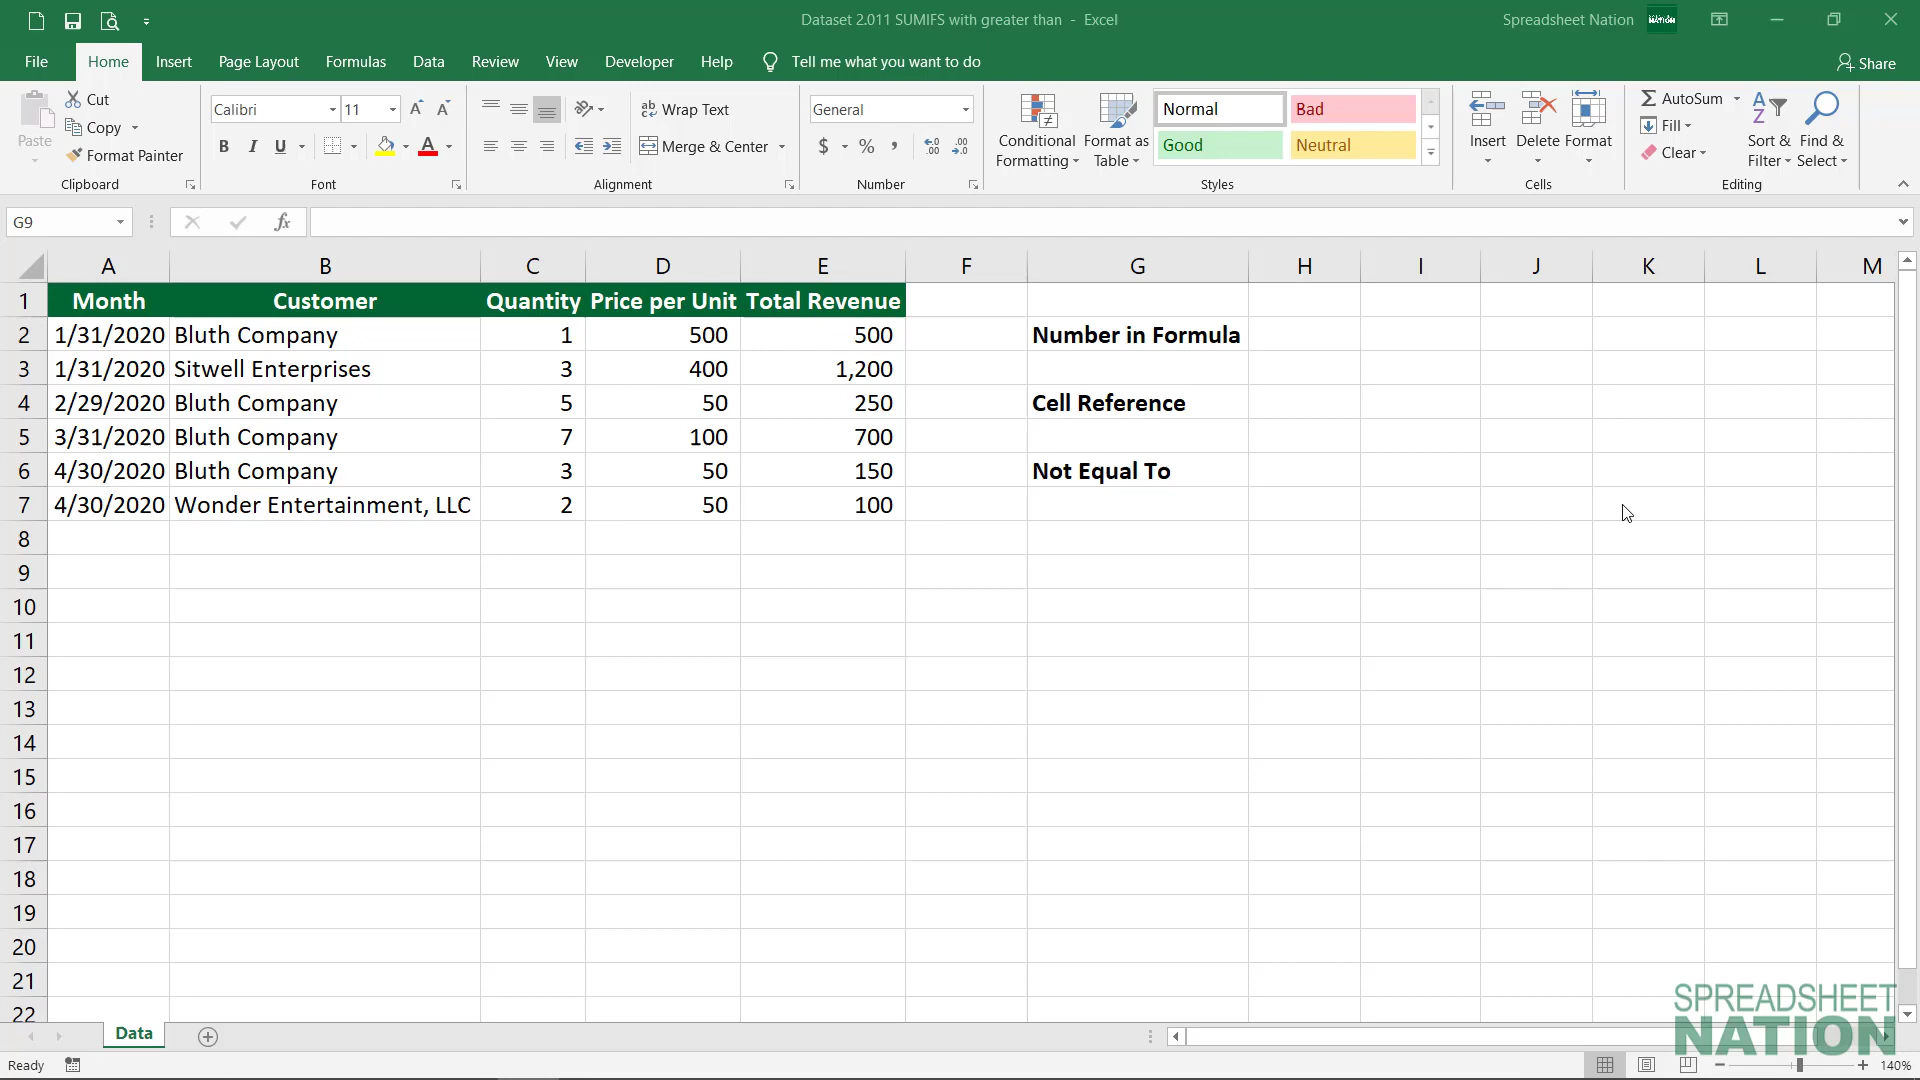 Dataset 2.011 SUMIFS with greater than - Excel
Spreadsheet Nation
File Home Insert Page Layout Formulas Data Review View Developer Help Tell me what you want to do
Share
Paste
Cut
Copy
Format Painter
Clipboard
Calibri 11
B I U
Font
Wrap Text
Merge & Center
Alignment
General
$ % ,
Number
Conditional Formatting
Format as Table
Normal Bad
Good Neutral
Styles
Insert Delete Format
Cells
AutoSum
Fill
Clear
Sort & Filter
Find & Select
Editing
G9 fx
A B C D E F G H I J K L M
1 Month Customer Quantity Price per Unit Total Revenue
2 1/31/2020 Bluth Company 1 500 500 Number in Formula
3 1/31/2020 Sitwell Enterprises 3 400 1,200
4 2/29/2020 Bluth Company 5 50 250 Cell Reference
5 3/31/2020 Bluth Company 7 100 700
6 4/30/2020 Bluth Company 3 50 150 Not Equal To
7 4/30/2020 Wonder Entertainment, LLC 2 50 100
8
9
10
11
12
13
14
15
16
17
18
19
20
21
22
SPREADSHEET
NATION
Data
Ready
140%